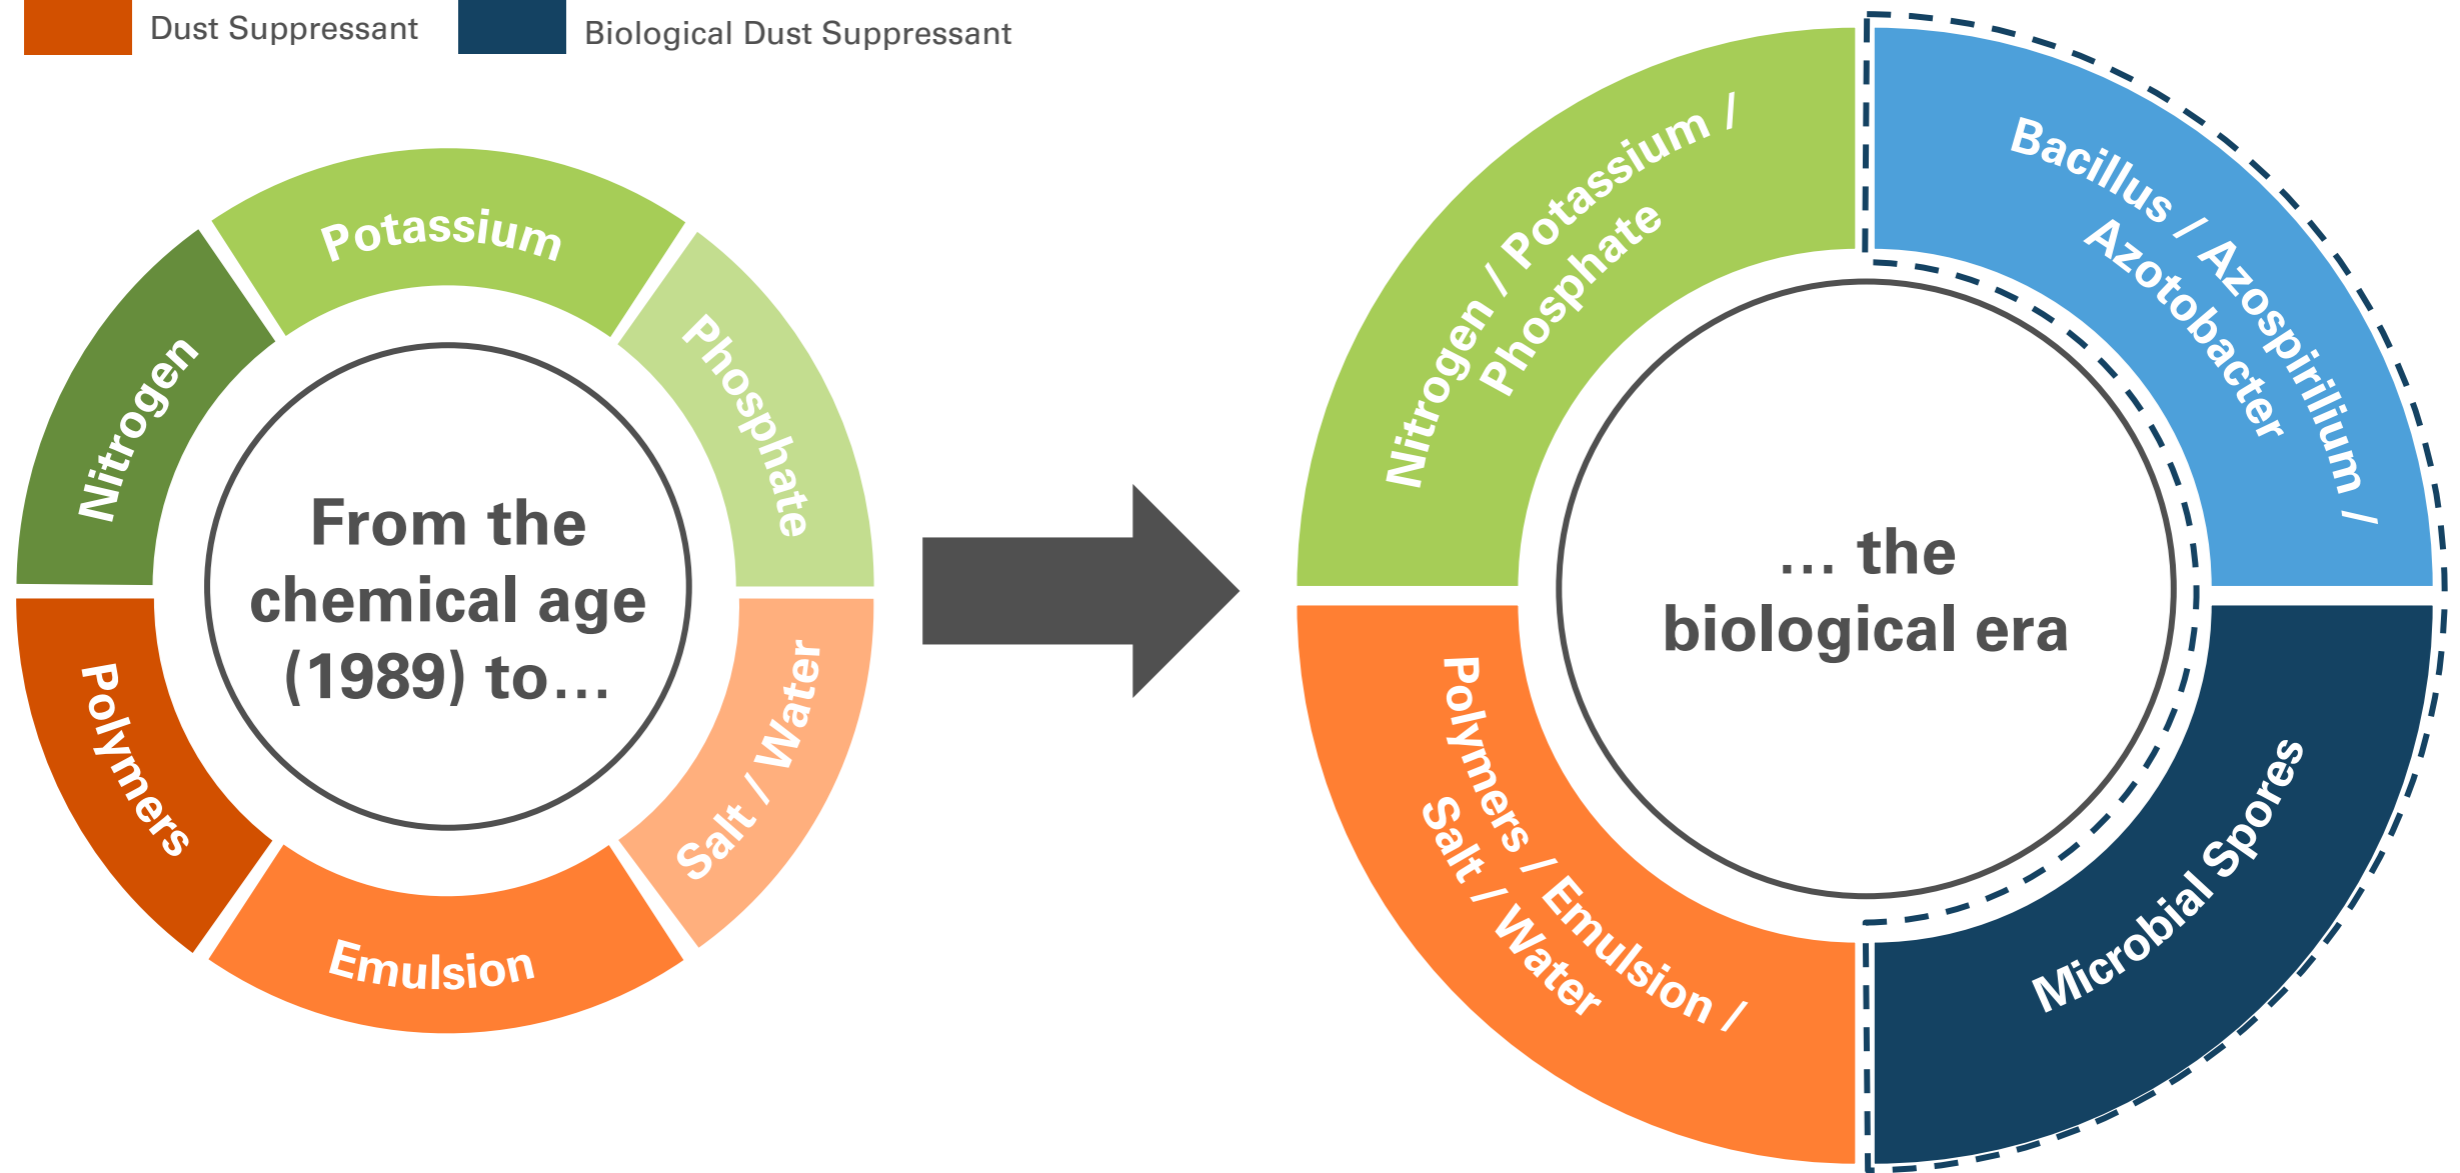 Dust Suppressant
Biological Dust Suppressant
Potassium
Nitrogen
Phosphate
From the
chemical age
(1989) to...
Polymers
Emulsion
Salt / Water
Nitrogen / Potassium /
Phosphate
Bacillus / Azospirilium /
Azotobacter
... the
biological era
Polymers / Emulsion /
Salt / Water
Microbial Spores